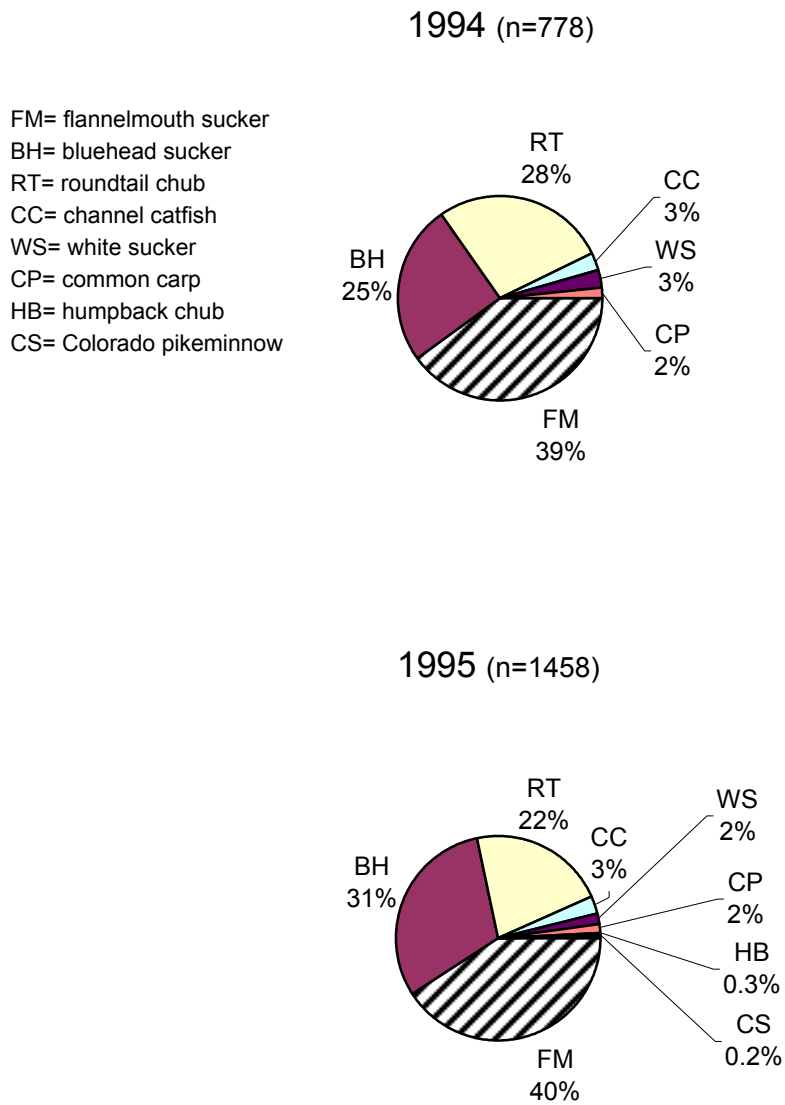 1994 (n=778)
FM= flannelmouth sucker
BH= bluehead sucker
RT= roundtail chub
CC= channel catfish
WS= white sucker
CP= common carp
HB= humpback chub
CS= Colorado pikeminnow
RT
28%
CC
3%
WS
3%
BH
25%
CP
2%
FM
39%
1995 (n=1458)
RT
22%
WS
2%
CC
3%
BH
31%
CP
2%
HB
0.3%
CS
0.2%
FM
40%